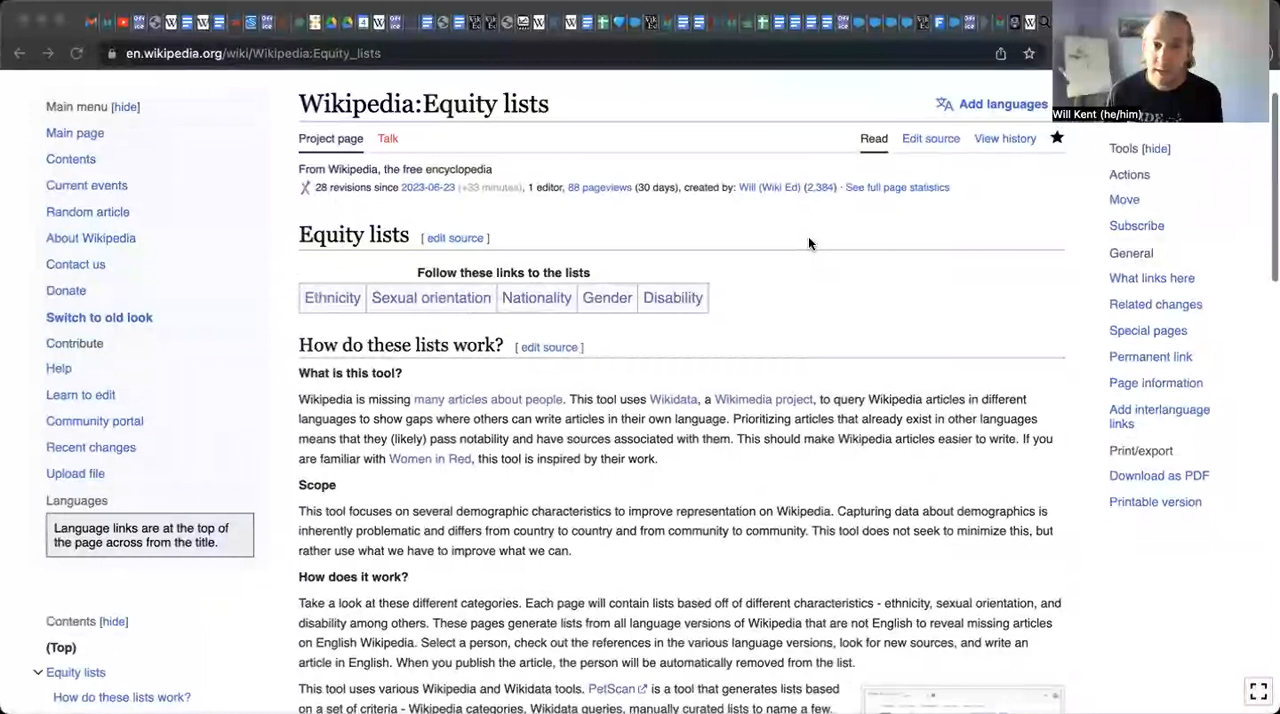 en.wikipedia.org/wiki/Wikipedia:Equity_lists
Will Kent (he/him)
Main menu [hide]
Main page
Contents
Current events
Random article
About Wikipedia
Contact us
Donate
Switch to old look
Contribute
Help
Learn to edit
Community portal
Recent changes
Upload file
Languages
Language links are at the top of
the page across from the title.
Contents [hide]
(Top)
Equity lists
How do these lists work?
Wikipedia:Equity lists
Add languages
Project page Talk
Read Edit source View history
From Wikipedia, the free encyclopedia
28 revisions since 2023-06-23 (+33 minutes), 1 editor, 88 pageviews (30 days), created by: Will (Wiki Ed) (2,384) · See full page statistics
Equity lists [ edit source ]
Follow these links to the lists
Ethnicity Sexual orientation Nationality Gender Disability
How do these lists work? [ edit source ]
What is this tool?
Wikipedia is missing many articles about people. This tool uses Wikidata, a Wikimedia project, to query Wikipedia articles in different
languages to show gaps where others can write articles in their own language. Prioritizing articles that already exist in other languages
means that they (likely) pass notability and have sources associated with them. This should make Wikipedia articles easier to write. If you
are familiar with Women in Red, this tool is inspired by their work.
Scope
This tool focuses on several demographic characteristics to improve representation on Wikipedia. Capturing data about demographics is
inherently problematic and differs from country to country and from community to community. This tool does not seek to minimize this, but
rather use what we have to improve what we can.
How does it work?
Take a look at these different categories. Each page will contain lists based off of different characteristics - ethnicity, sexual orientation, and
disability among others. These pages generate lists from all language versions of Wikipedia that are not English to reveal missing articles
on English Wikipedia. Select a person, check out the references in the various language versions, look for new sources, and write an
article in English. When you publish the article, the person will be automatically removed from the list.
This tool uses various Wikipedia and Wikidata tools. PetScan is a tool that generates lists based
on a set of criteria - Wikipedia categories, Wikidata queries, manually curated lists to name a few.
Tools [hide]
Actions
Move
Subscribe
General
What links here
Related changes
Special pages
Permanent link
Page information
Add interlanguage
links
Print/export
Download as PDF
Printable version